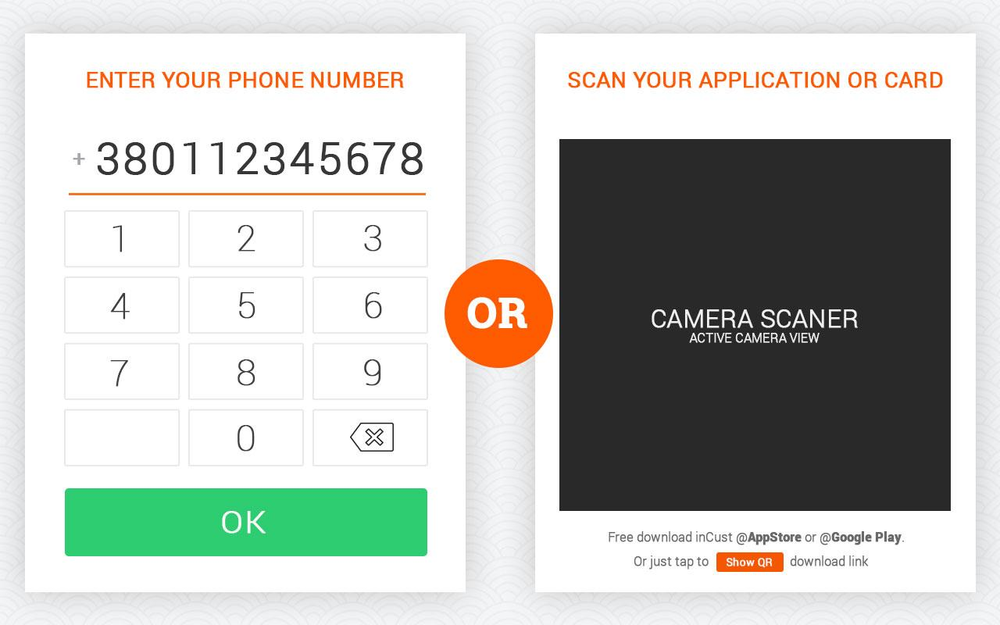 ENTER YOUR PHONE NUMBER
+ 380112345678
1 2 3
4 5 6
7 8 9
0
OK
OR
SCAN YOUR APPLICATION OR CARD
CAMERA SCANER
ACTIVE CAMERA VIEW
Free download inCust @AppStore or @Google Play.
Or just tap to Show QR download link